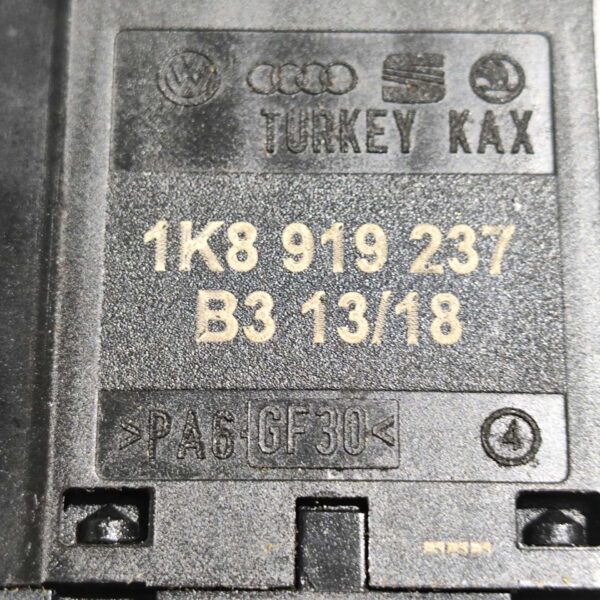 TURKEY KAX
1K8 919 237
B3 13/18
>PA6-GF30<
4